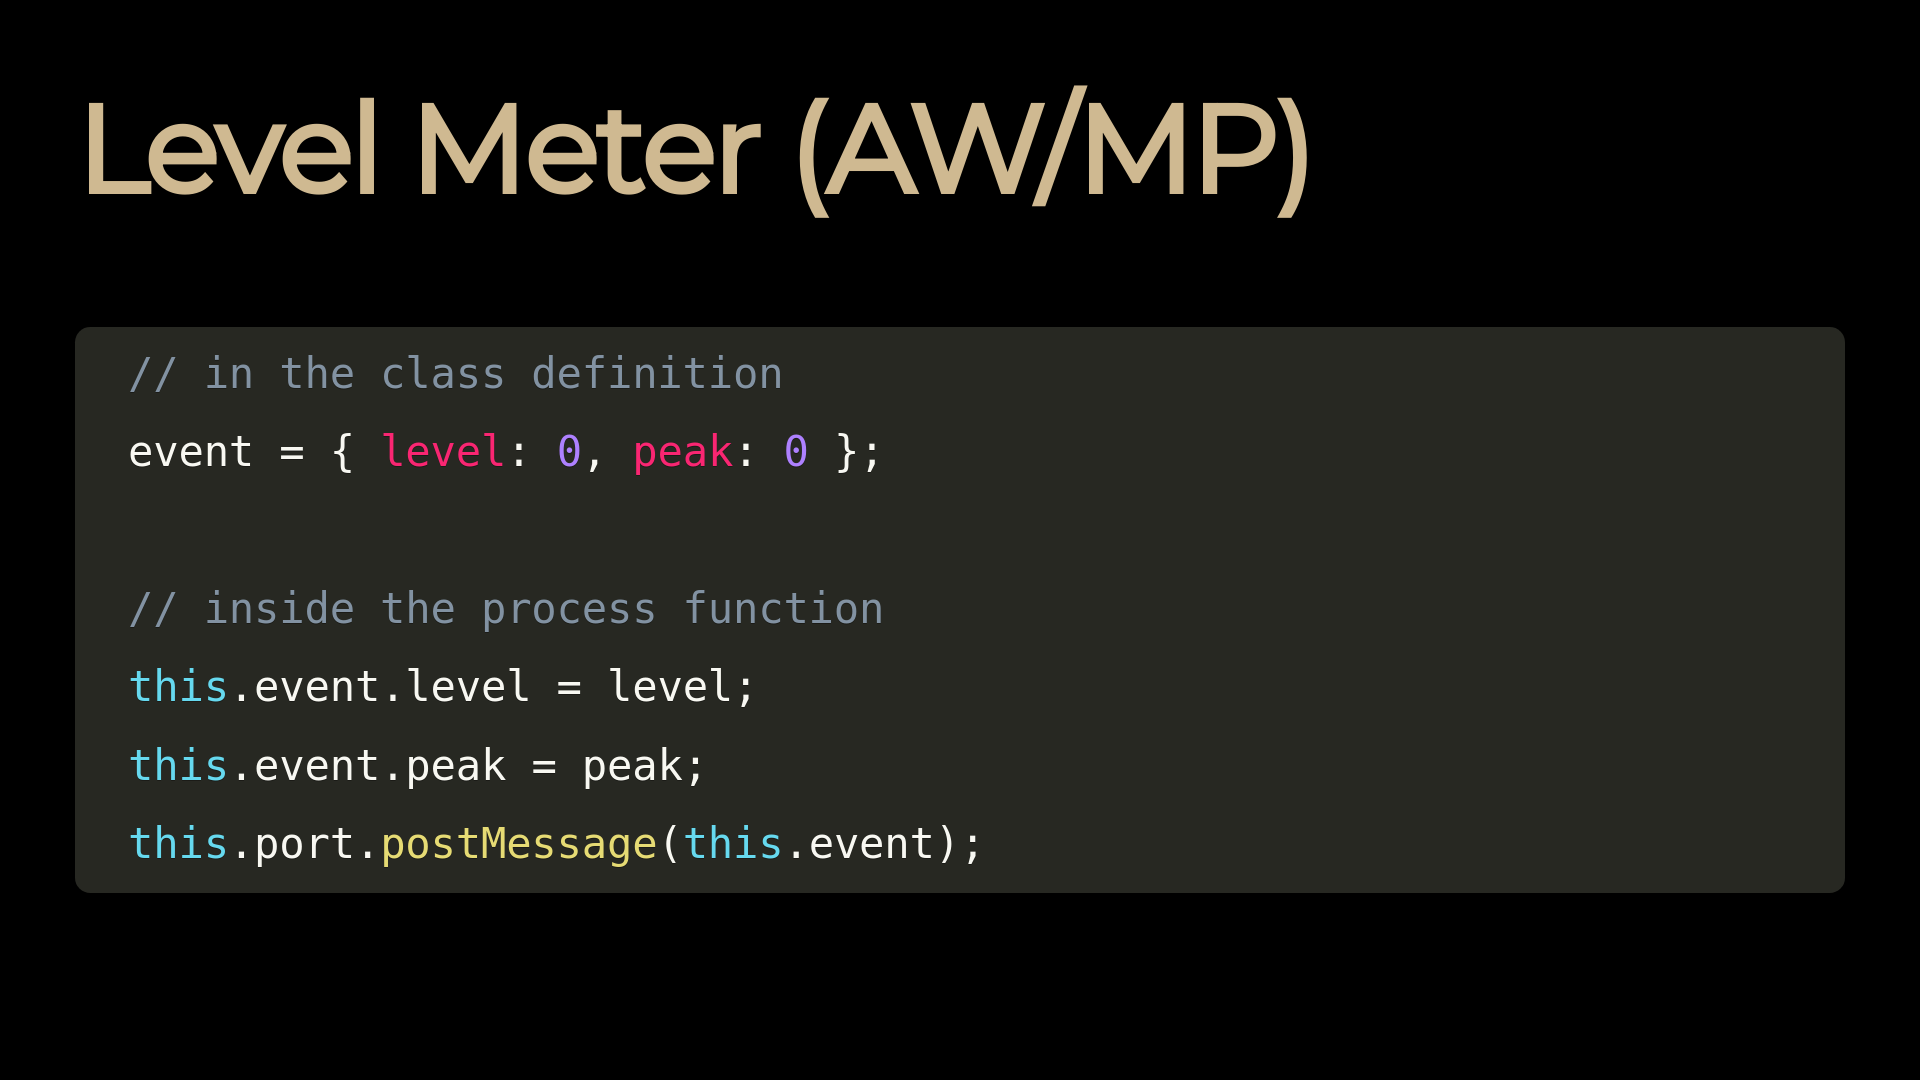 Level Meter (AW/MP)
// in the class definition
event = { level: 0, peak: 0 };
// inside the process function
this.event.level = level;
this.event.peak = peak;
this.port.postMessage(this.event);